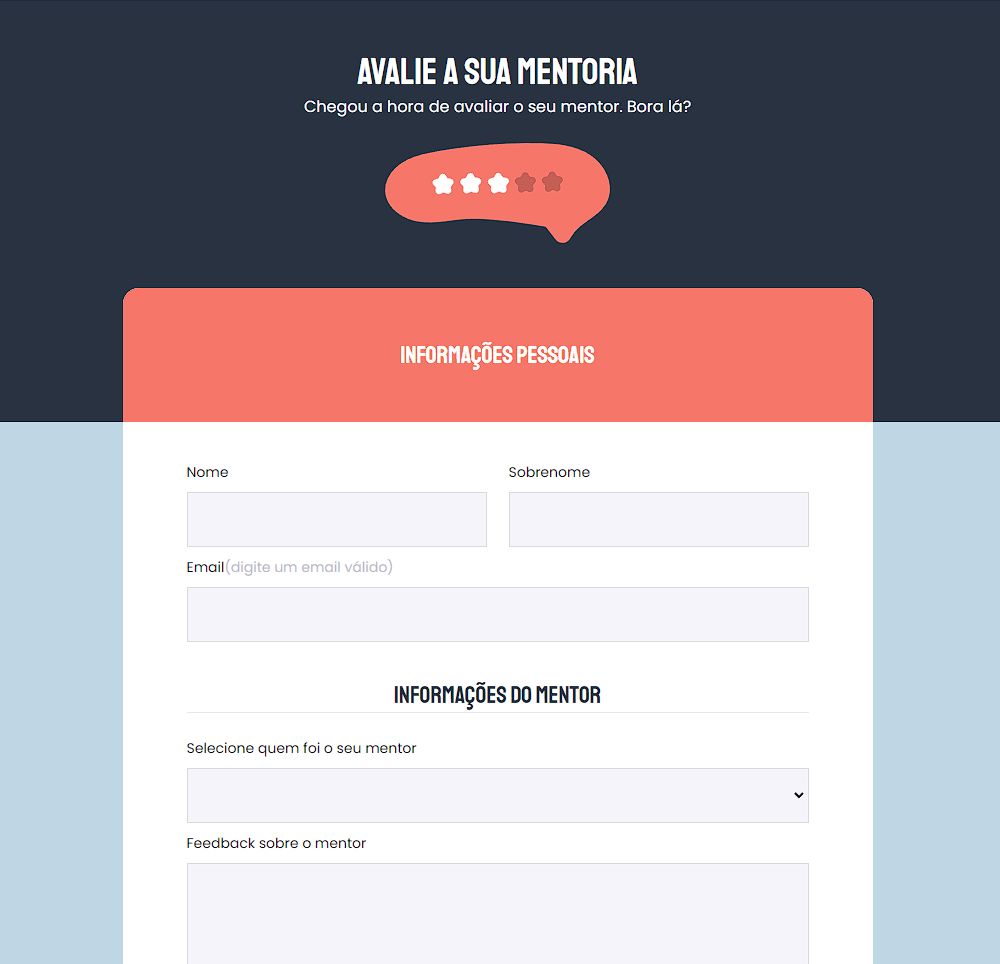 AVALIE A SUA MENTORIA
Chegou a hora de avaliar o seu mentor. Bora lá?
INFORMAÇÕES PESSOAIS
Nome
Sobrenome
Email(digite um email válido)
INFORMAÇÕES DO MENTOR
Selecione quem foi o seu mentor
Feedback sobre o mentor